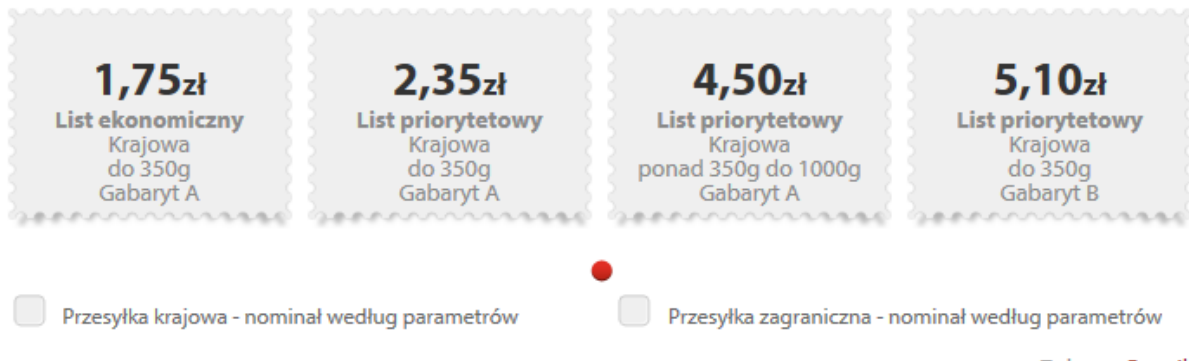 1,75zł
List ekonomiczny
Krajowa
do 350g
Gabaryt A
2,35zł
List priorytetowy
Krajowa
do 350g
Gabaryt A
4,50zł
List priorytetowy
Krajowa
ponad 350g do 1000g
Gabaryt A
5,10zł
List priorytetowy
Krajowa
do 350g
Gabaryt B
Przesyłka krajowa - nominał według parametrów
Przesyłka zagraniczna - nominał według parametrów